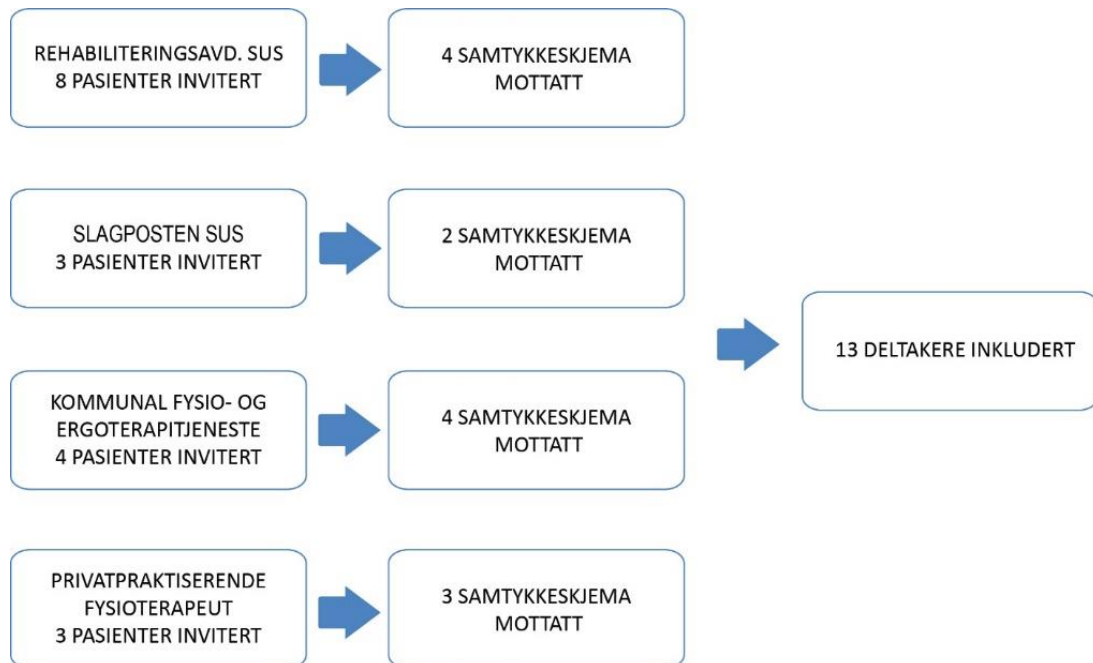 REHABILITERINGSAVD. SUS
8 PASIENTER INVITERT
4 SAMTYKKESKJEMA
MOTTATT
SLAGPOSTEN SUS
3 PASIENTER INVITERT
2 SAMTYKKESKJEMA
MOTTATT
KOMMUNAL FYSIO- OG
ERGOTERAPITJENESTE
4 PASIENTER INVITERT
4 SAMTYKKESKJEMA
MOTTATT
PRIVATPRAKTISERENDE
FYSIOTERAPEUT
3 PASIENTER INVITERT
3 SAMTYKKESKJEMA
MOTTATT
13 DELTAKERE INKLUDERT